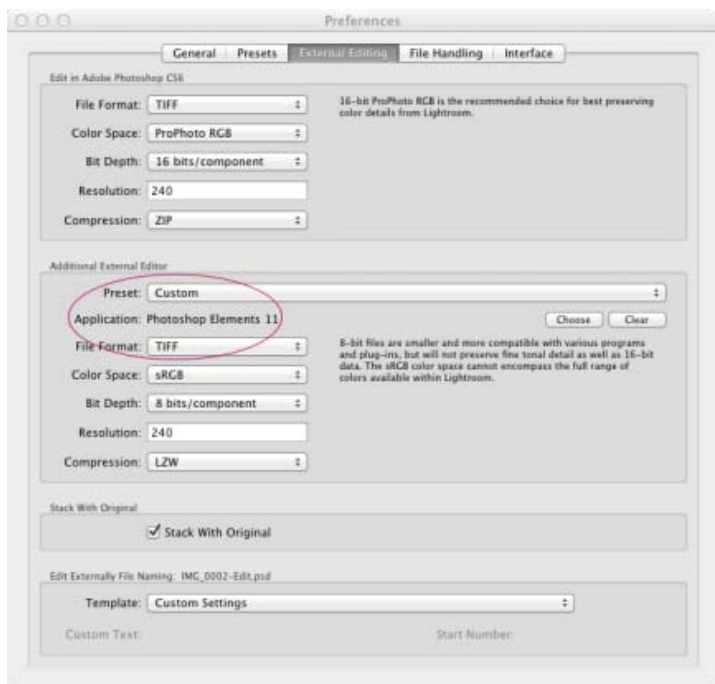 Preferences
General Presets External Editing File Handling Interface
Edit in Adobe Photoshop CS6
File Format: TIFF
16-bit ProPhoto RGB is the recommended choice for best preserving
color details from Lightroom.
Color Space: ProPhoto RGB
Bit Depth: 16 bits/component
Resolution: 240
Compression: ZIP
Additional External Editor
Preset: Custom
Application: Photoshop Elements 11
Choose Clear
File Format: TIFF
8-bit files are smaller and more compatible with various programs
and plug-ins, but will not preserve fine tonal detail as well as 16-bit
data. The sRGB color space cannot encompass the full range of
colors available within Lightroom.
Color Space: sRGB
Bit Depth: 8 bits/component
Resolution: 240
Compression: LZW
Stack With Original
Stack With Original
Edit Externally File Naming: IMG_0002-Edit.psd
Template: Custom Settings
Custom Text: Start Number: